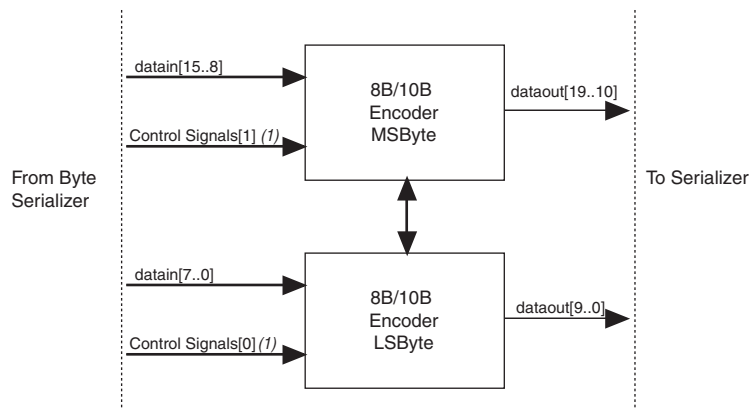 datain[15..8]
Control Signals[1] (1)
8B/10B
Encoder
MSByte
dataout[19..10]
From Byte
Serializer
To Serializer
datain[7..0]
Control Signals[0] (1)
8B/10B
Encoder
LSByte
dataout[9..0]